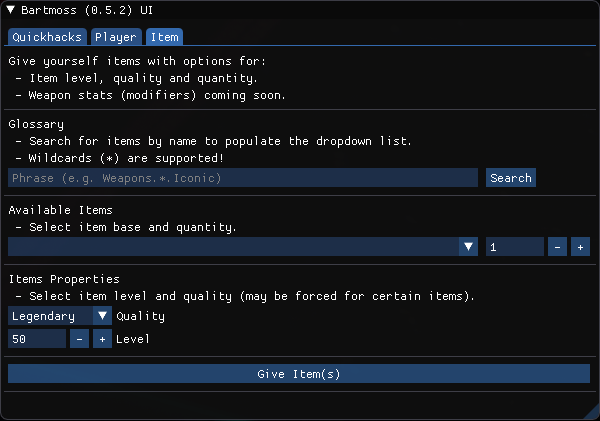 Bartmoss (0.5.2) UI
Quickhacks Player Item
Give yourself items with options for:
- Item level, quality and quantity.
- Weapon stats (modifiers) coming soon.
Glossary
- Search for items by name to populate the dropdown list.
- Wildcards (*) are supported!
Phrase (e.g. Weapons.*.Iconic) Search
Available Items
- Select item base and quantity.
1 - +
Items Properties
- Select item level and quality (may be forced for certain items).
Legendary Quality
50 - + Level
Give Item(s)